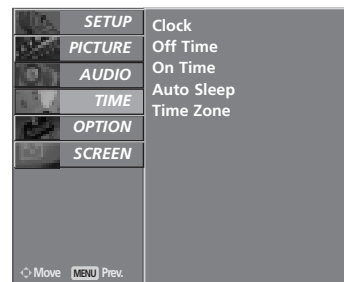 SETUP
PICTURE
AUDIO
TIME
OPTION
SCREEN
Clock
Off Time
On Time
Auto Sleep
Time Zone
Move MENU Prev.